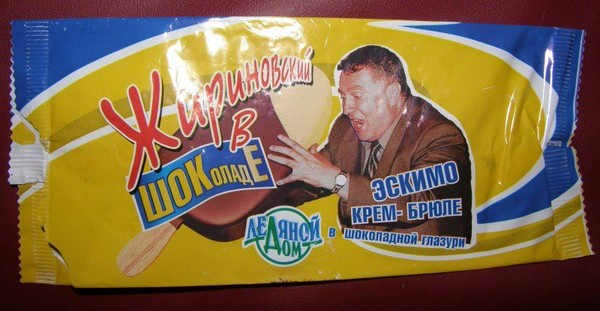 Жириновский
В
ШОКОЛАДЕ
ЭСКИМО
КРЕМ-БРЮЛЕ
в шоколадной глазури
ЛЕДЯНОЙ
ДОМ